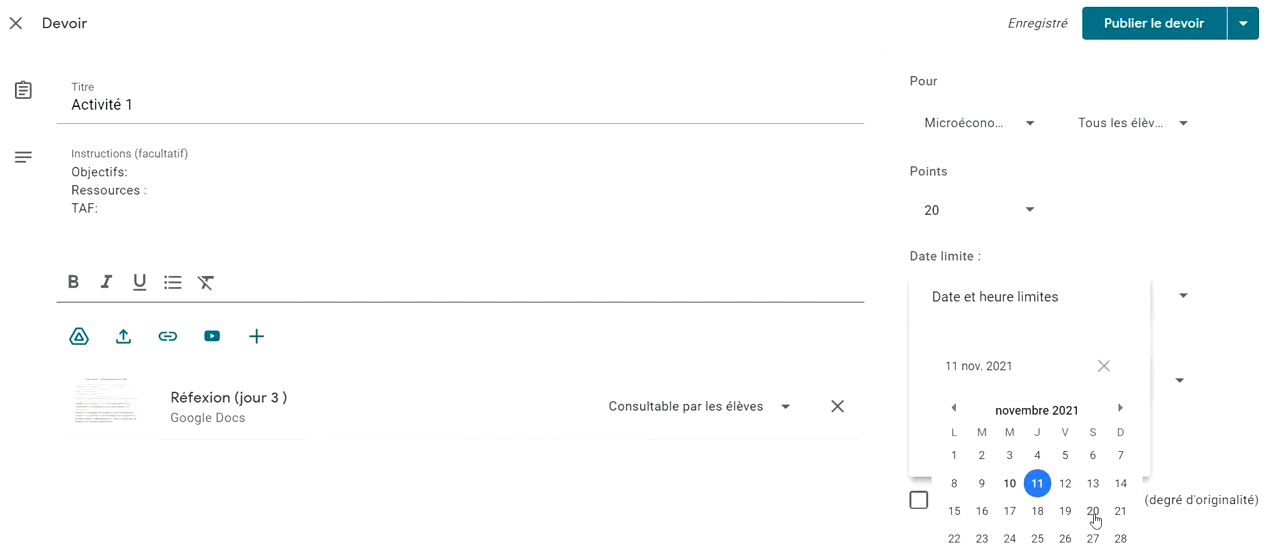 Devoir
Enregistré
Publier le devoir
Titre
Activité 1
Instructions (facultatif)
Objectifs:
Ressources :
TAF:
B I U
Réfexion (jour 3 )
Google Docs
Consultable par les élèves
Pour
Microécono...
Tous les élèv...
Points
20
Date limite :
Date et heure limites
11 nov. 2021
novembre 2021
L M M J V S D
1 2 3 4 5 6 7
8 9 10 11 12 13 14
15 16 17 18 19 20 21
22 23 24 25 26 27 28
(degré d'originalité)